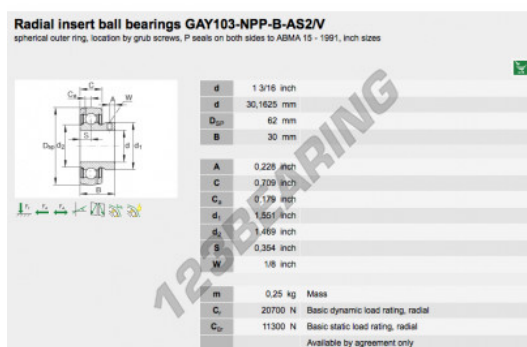 Radial insert ball bearings GAY103-NPP-B-AS2/V
spherical outer ring, location by grub screws, P seals on both sides to ABMA 15 - 1991, inch sizes
C
Ca A W
S
DSP d2 d d1
B
d 1 3/16 inch
d 30,1625 mm
DSP 62 mm
B 30 mm
A 0,228 inch
C 0,709 inch
Ca 0,179 inch
d1 1,551 inch
d2 1,469 inch
S 0,354 inch
W 1/8 inch
m 0,25 kg Mass
Cr 20700 N Basic dynamic load rating, radial
C0r 11300 N Basic static load rating, radial
Available by agreement only
123BEARING